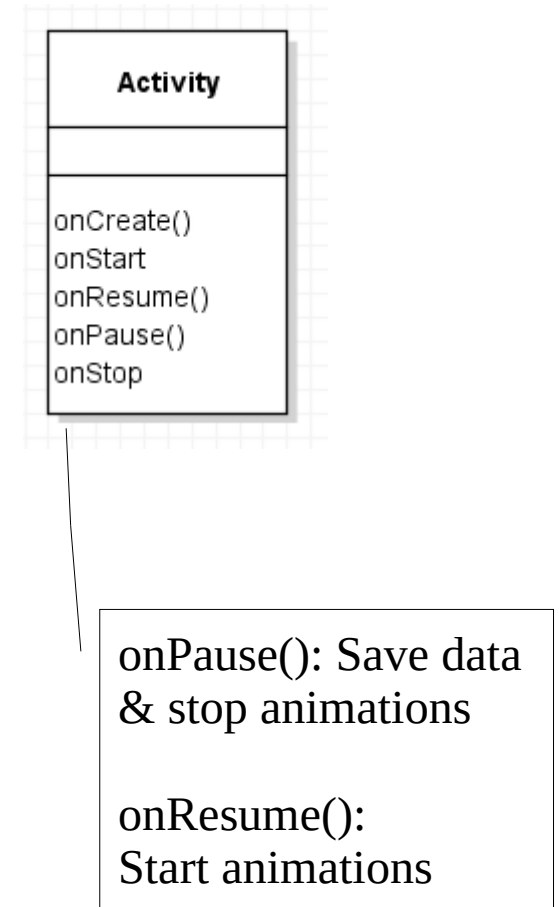 Activity
onCreate()
onStart
onResume()
onPause()
onStop
onPause(): Save data
& stop animations
onResume():
Start animations